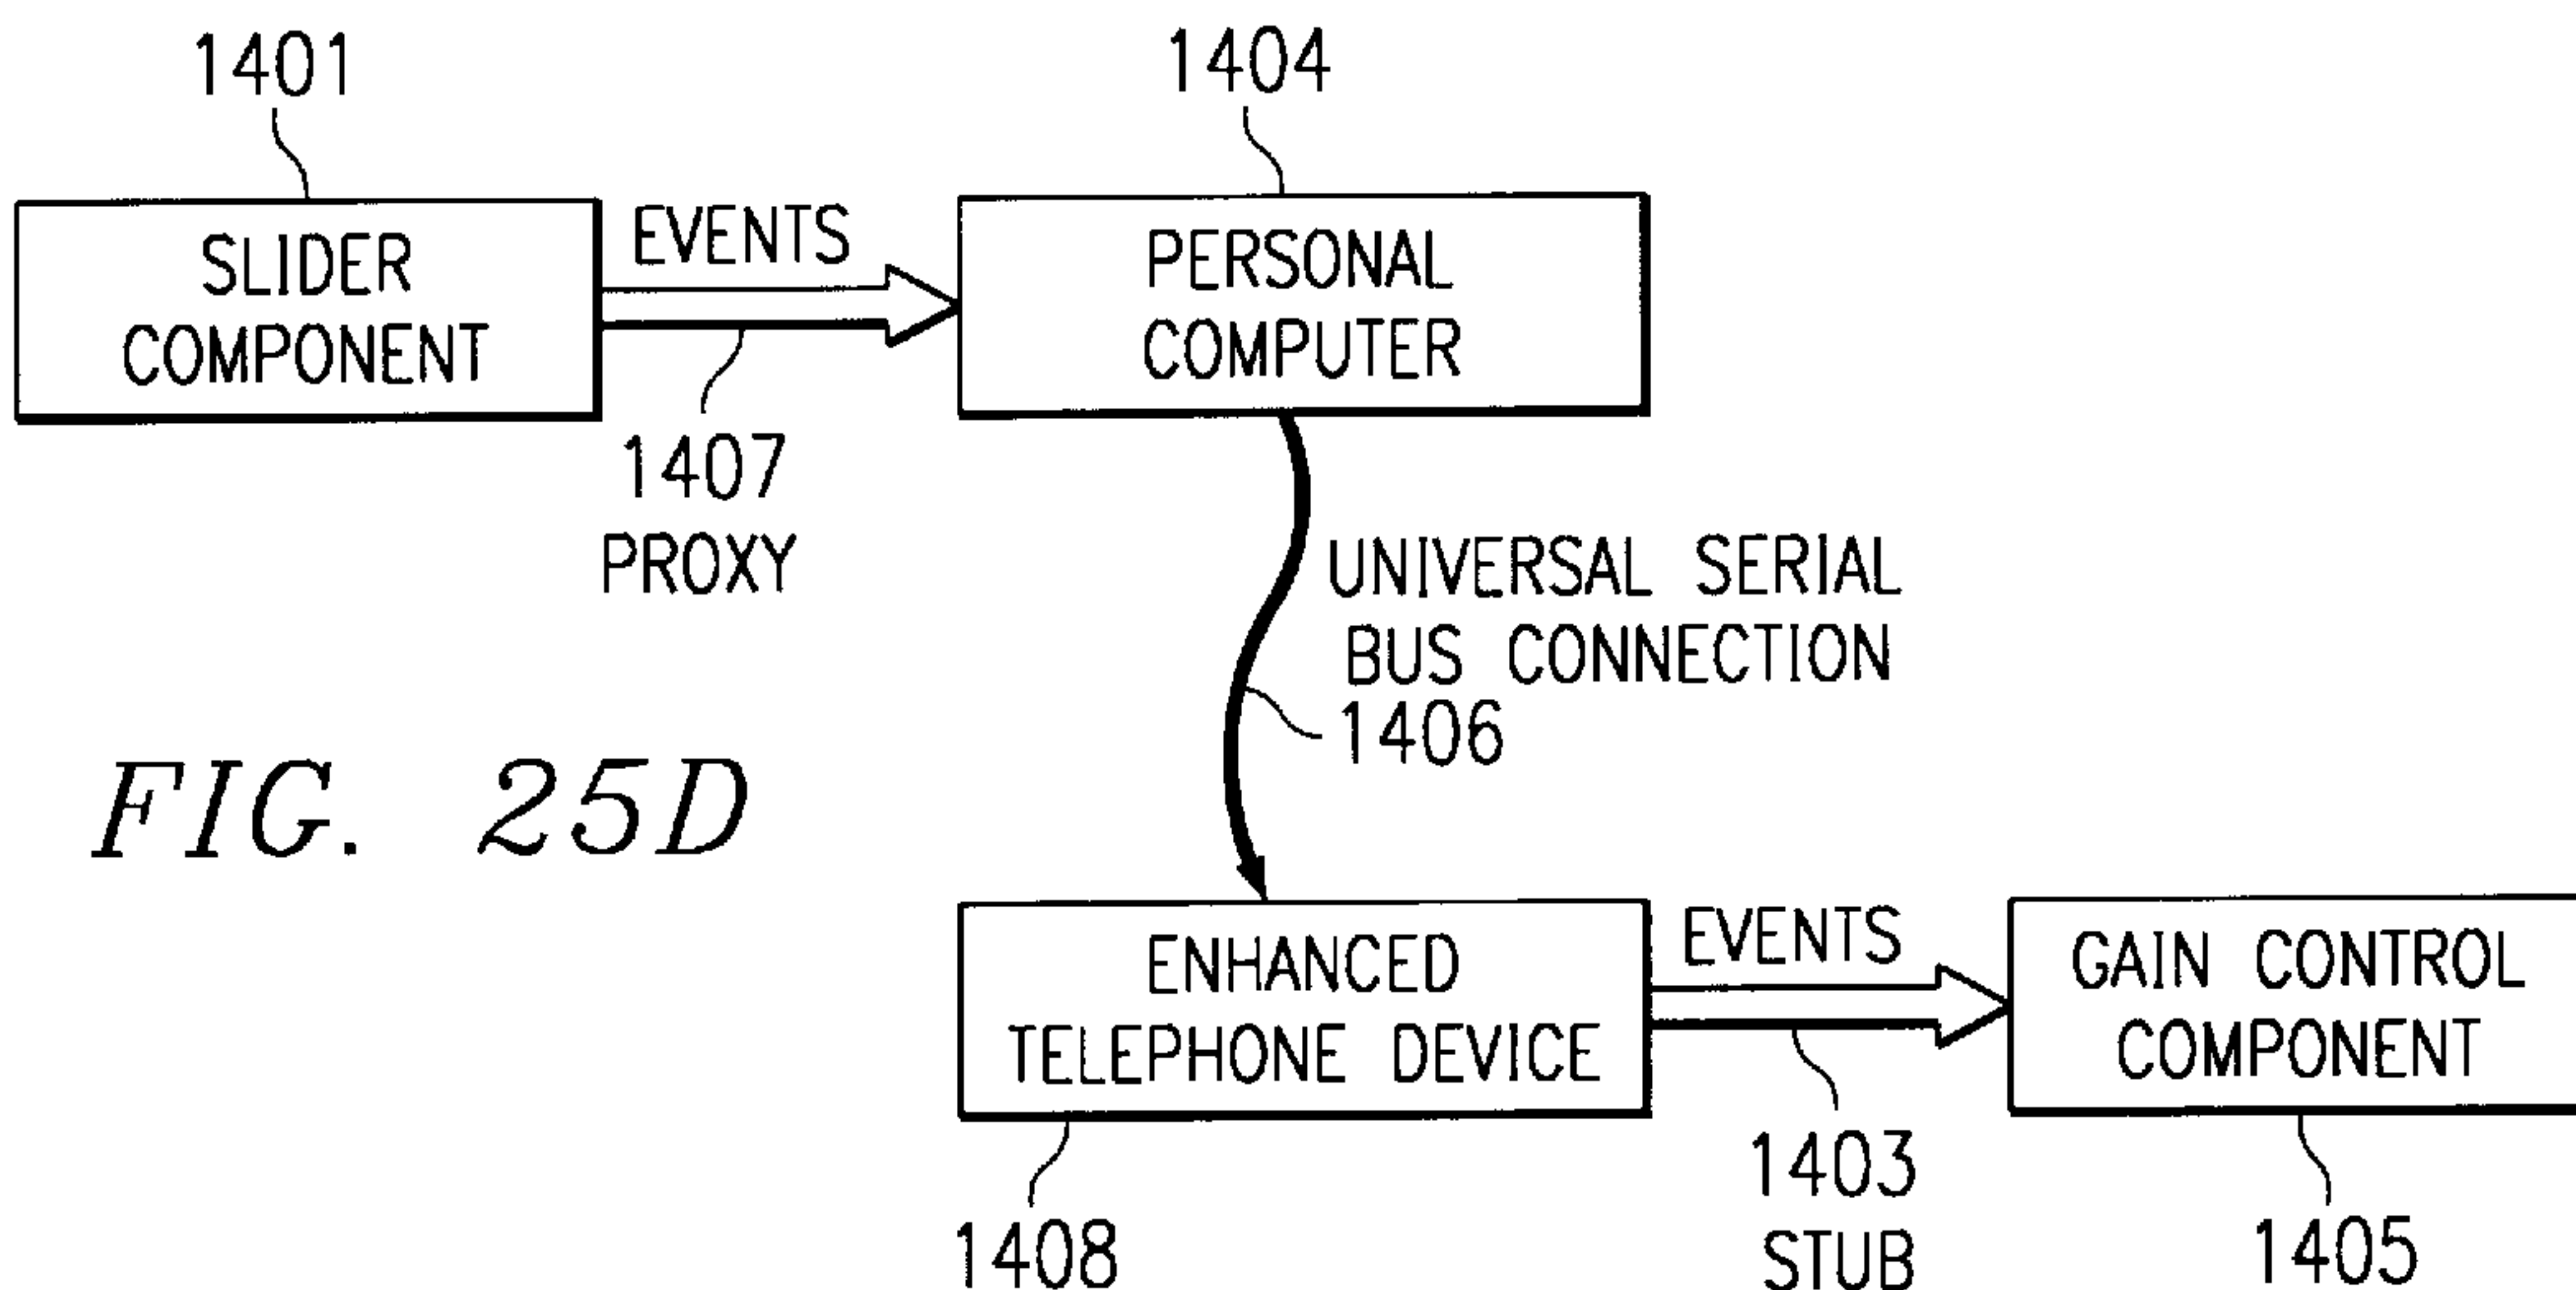 1401
1404
SLIDER
COMPONENT
EVENTS
PERSONAL
COMPUTER
1407
PROXY
UNIVERSAL SERIAL
BUS CONNECTION
1406
FIG. 25D
ENHANCED
TELEPHONE DEVICE
EVENTS
GAIN CONTROL
COMPONENT
1408
1403
STUB
1405